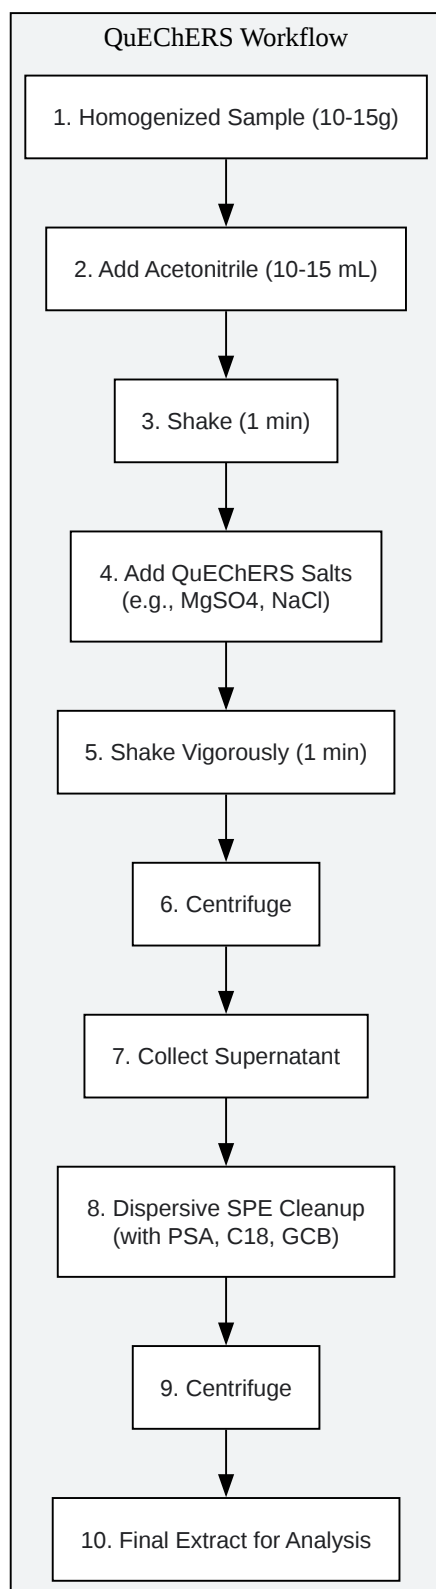 QuEChERS Workflow
1. Homogenized Sample (10-15g)
2. Add Acetonitrile (10-15 mL)
3. Shake (1 min)
4. Add QuEChERS Salts
(e.g., MgSO4, NaCl)
5. Shake Vigorously (1 min)
6. Centrifuge
7. Collect Supernatant
8. Dispersive SPE Cleanup
(with PSA, C18, GCB)
9. Centrifuge
10. Final Extract for Analysis